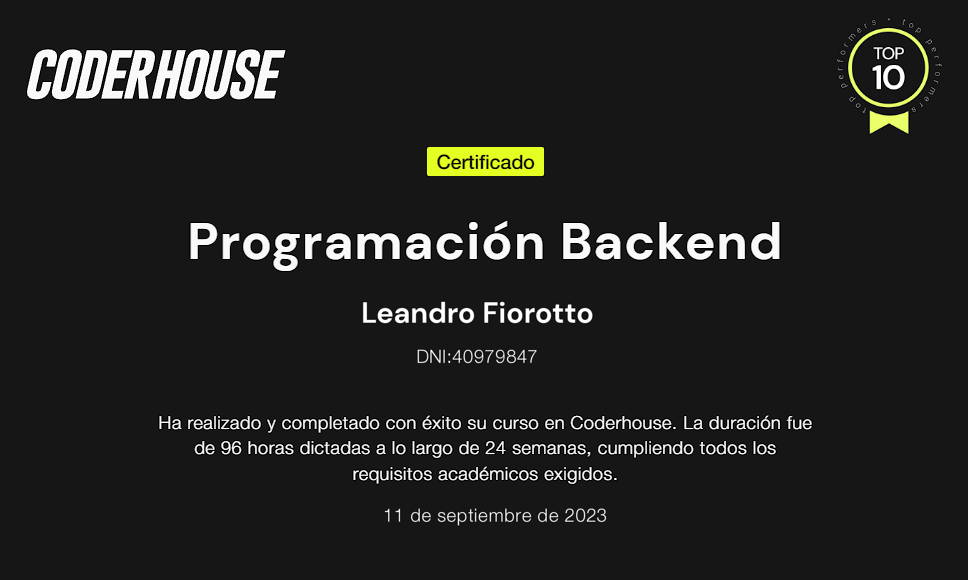 CODERHOUSE
top performers • top performers
TOP
10
Certificado
Programación Backend
Leandro Fiorotto
DNI:40979847
Ha realizado y completado con éxito su curso en Coderhouse. La duración fue
de 96 horas dictadas a lo largo de 24 semanas, cumpliendo todos los
requisitos académicos exigidos.
11 de septiembre de 2023